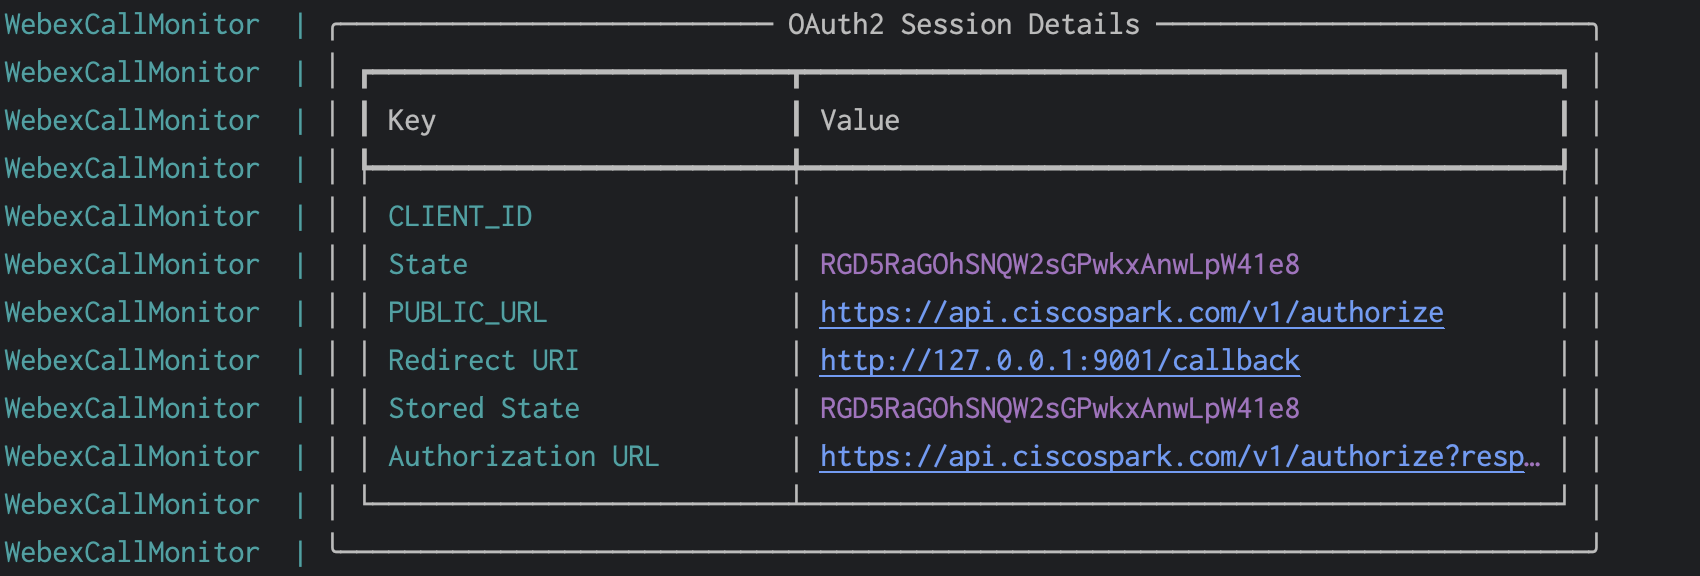 WebexCallMonitor | OAuth2 Session Details
WebexCallMonitor |
WebexCallMonitor | Key Value
WebexCallMonitor |
WebexCallMonitor | CLIENT_ID
WebexCallMonitor | State RGD5RaGOhSNQW2sGPwkxAnwLpW41e8
WebexCallMonitor | PUBLIC_URL https://api.ciscospark.com/v1/authorize
WebexCallMonitor | Redirect URI http://127.0.0.1:9001/callback
WebexCallMonitor | Stored State RGD5RaGOhSNQW2sGPwkxAnwLpW41e8
WebexCallMonitor | Authorization URL https://api.ciscospark.com/v1/authorize?resp…
WebexCallMonitor |
WebexCallMonitor |